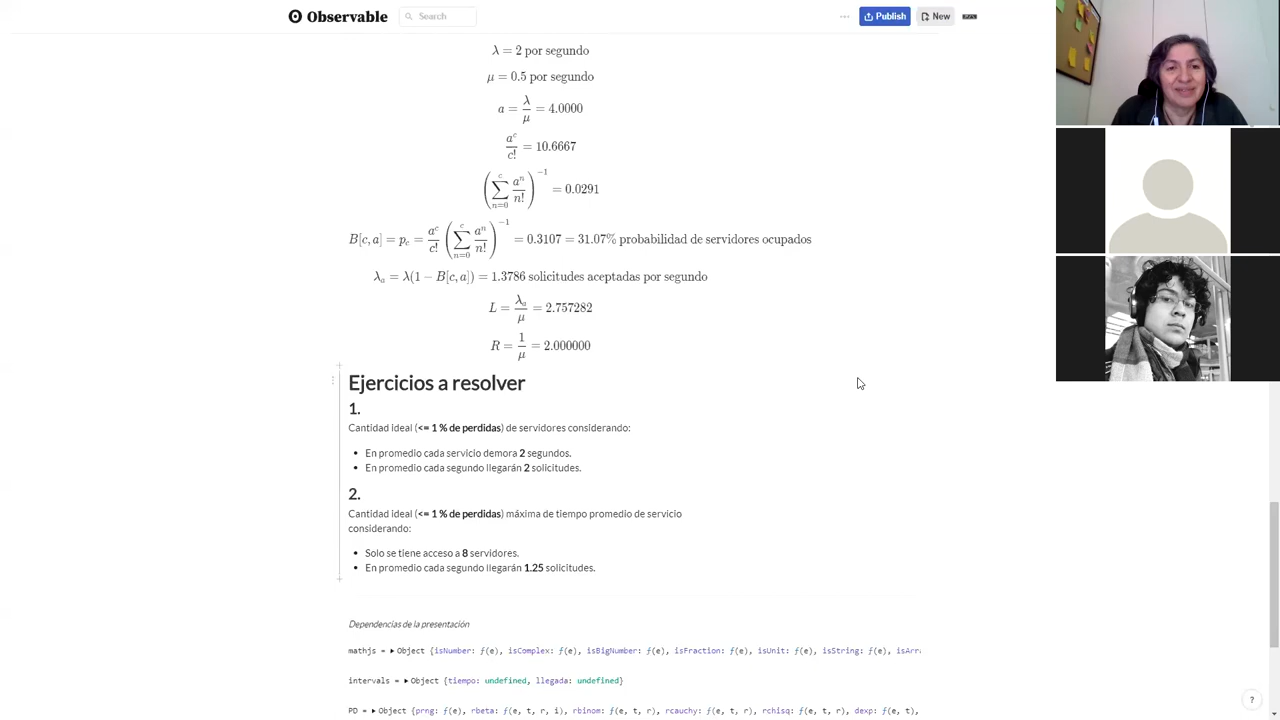 Observable
Search
Publish
New
λ = 2 por segundo
μ = 0.5 por segundo
a = λ/μ = 4.0000
a^c/c! = 10.6667
(∑_{n=0}^{c} a^n/n!)^{-1} = 0.0291
B[c, a] = p_c = a^c/c! (∑_{n=0}^{c} a^n/n!)^{-1} = 0.3107 = 31.07% probabilidad de servidores ocupados
λ_a = λ(1 − B[c, a]) = 1.3786 solicitudes aceptadas por segundo
L = λ_a/μ = 2.757282
R = 1/μ = 2.000000
Ejercicios a resolver
1.
Cantidad ideal (<= 1 % de perdidas) de servidores considerando:
• En promedio cada servicio demora 2 segundos.
• En promedio cada segundo llegarán 2 solicitudes.
2.
Cantidad ideal (<= 1 % de perdidas) máxima de tiempo promedio de servicio
considerando:
• Solo se tiene acceso a 8 servidores.
• En promedio cada segundo llegarán 1.25 solicitudes.
Dependencias de la presentación
mathjs = ▸ Object {isNumber: ƒ(e), isComplex: ƒ(e), isBigNumber: ƒ(e), isFraction: ƒ(e), isUnit: ƒ(e), isString: ƒ(e), isArr
intervals = ▸ Object {tiempo: undefined, llegada: undefined}
PD = ▸ Object {prng: ƒ(e), rbeta: ƒ(e, t, r, i), rbinom: ƒ(e, t, r), rcauchy: ƒ(e, t, r), rchisq: ƒ(e, t, r), dexp: ƒ(e, t),
?